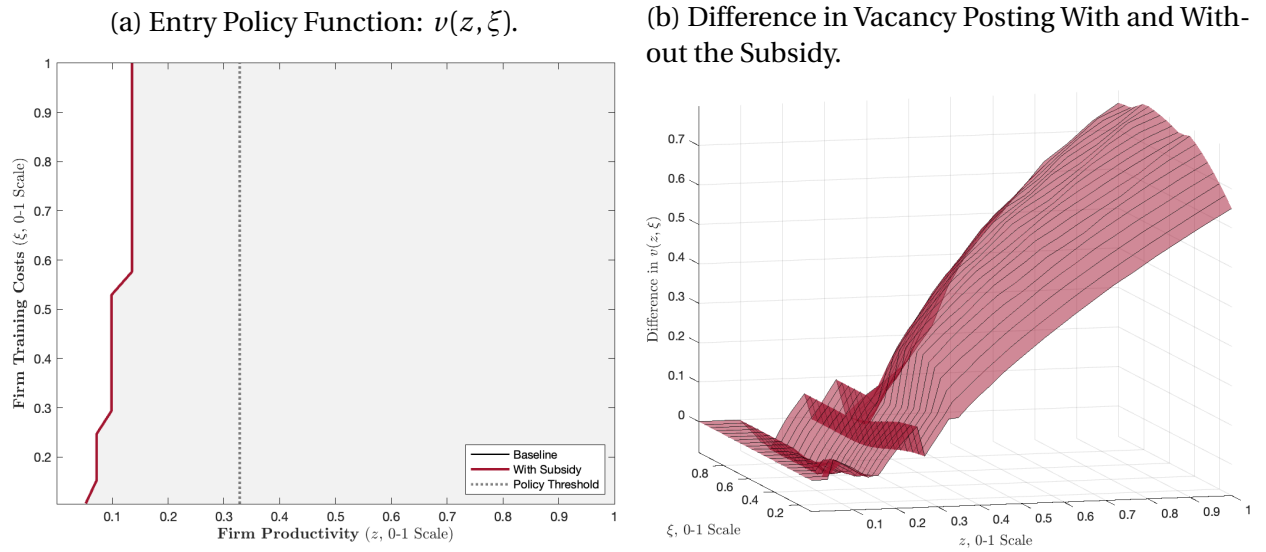 (a) Entry Policy Function: v(z, ξ).
1
0.9
0.8
0.7
0.6
0.5
0.4
0.3
0.2
Firm Training Costs (ξ, 0-1 Scale)
Baseline
With Subsidy
Policy Threshold
0.1 0.2 0.3 0.4 0.5 0.6 0.7 0.8 0.9 1
Firm Productivity (z, 0-1 Scale)
(b) Difference in Vacancy Posting With and With-
out the Subsidy.
0.7
0.6
0.5
0.4
0.3
0.2
0.1
0
Difference in v(z, ξ)
0.8
0.6
0.4
0.2
ξ, 0-1 Scale
0.1 0.2 0.3 0.4 0.5 0.6 0.7 0.8 0.9 1
z, 0-1 Scale